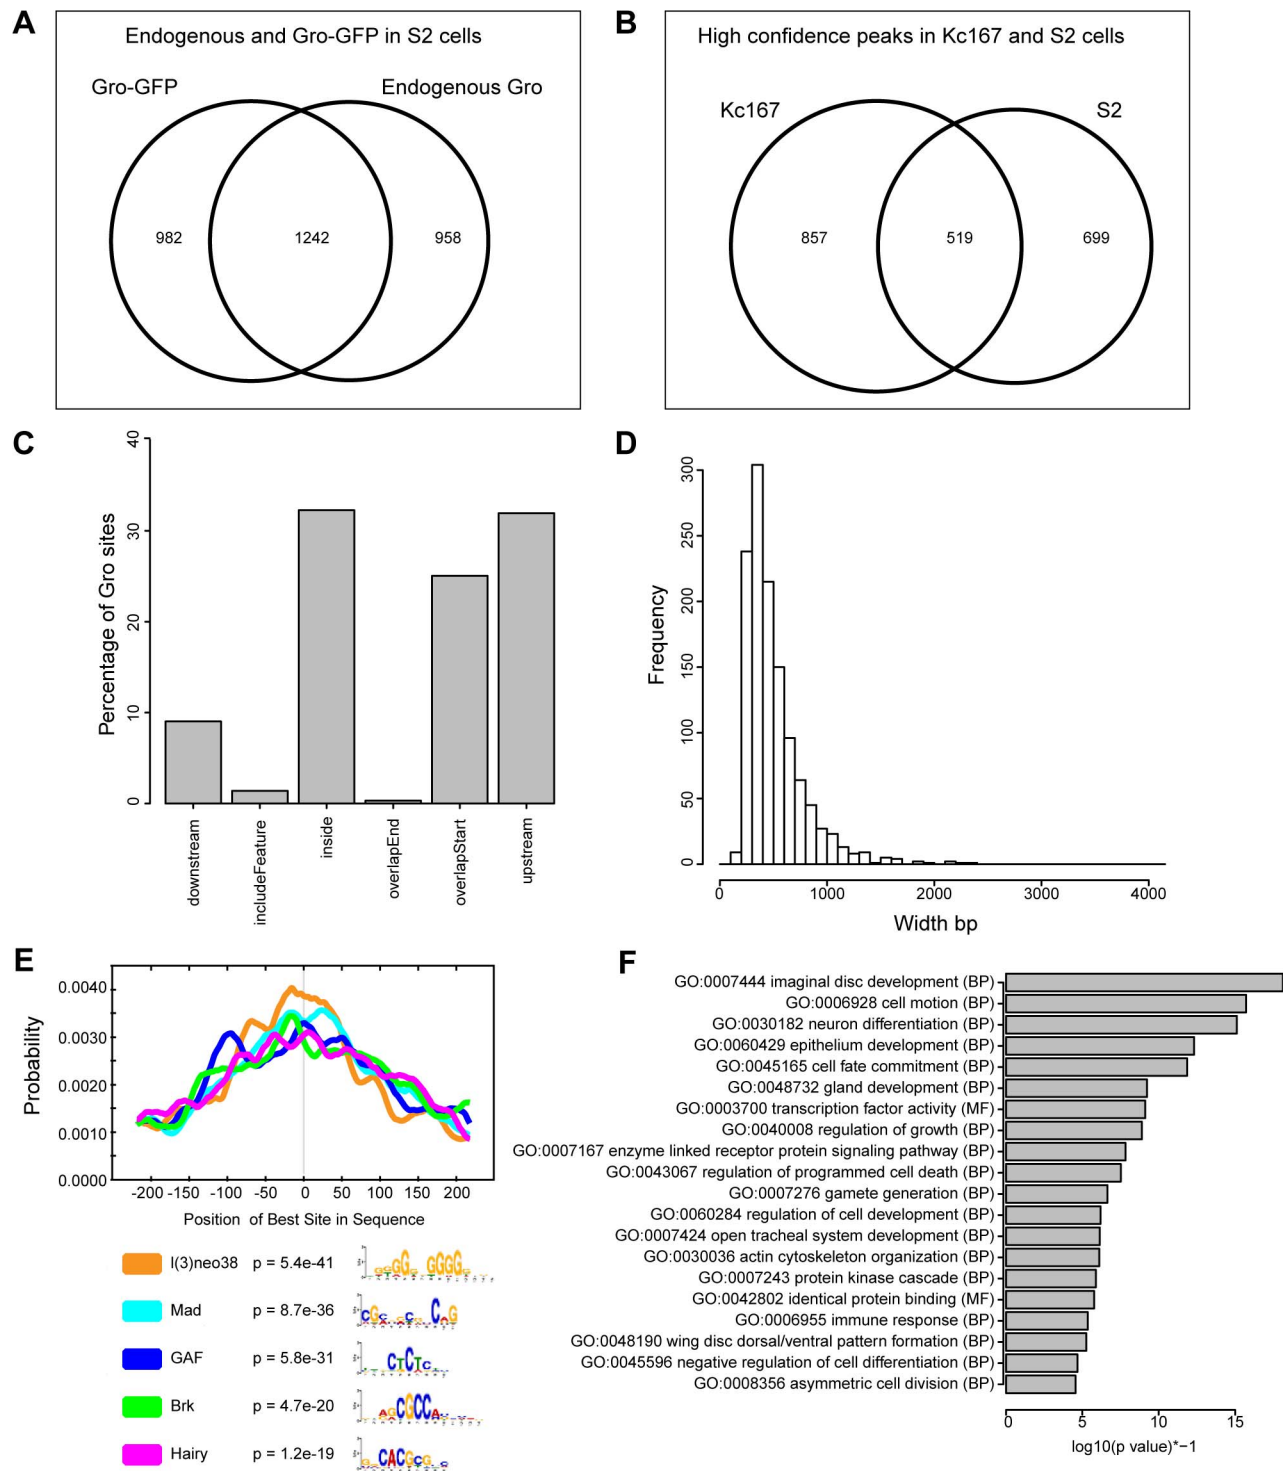 A
Endogenous and Gro-GFP in S2 cells
Gro-GFP
Endogenous Gro
982
1242
958
B
High confidence peaks in Kc167 and S2 cells
Kc167
S2
857
519
699
C
Percentage of Gro sites
40
30
20
10
0
downstream
includeFeature
inside
overlapEnd
overlapStart
upstream
D
Frequency
300
250
200
150
100
50
0
0 1000 2000 3000 4000
Width bp
E
Probability
0.0040
0.0030
0.0020
0.0010
0.0000
-200 -150 -100 -50 0 50 100 150 200
Position of Best Site in Sequence
l(3)neo38 p = 5.4e-41
Mad p = 8.7e-36
GAF p = 5.8e-31
Brk p = 4.7e-20
Hairy p = 1.2e-19
F
GO:0007444 imaginal disc development (BP)
GO:0006928 cell motion (BP)
GO:0030182 neuron differentiation (BP)
GO:0060429 epithelium development (BP)
GO:0045165 cell fate commitment (BP)
GO:0048732 gland development (BP)
GO:0003700 transcription factor activity (MF)
GO:0040008 regulation of growth (BP)
GO:0007167 enzyme linked receptor protein signaling pathway (BP)
GO:0043067 regulation of programmed cell death (BP)
GO:0007276 gamete generation (BP)
GO:0060284 regulation of cell development (BP)
GO:0007424 open tracheal system development (BP)
GO:0030036 actin cytoskeleton organization (BP)
GO:0007243 protein kinase cascade (BP)
GO:0042802 identical protein binding (MF)
GO:0006955 immune response (BP)
GO:0048190 wing disc dorsal/ventral pattern formation (BP)
GO:0045596 negative regulation of cell differentiation (BP)
GO:0008356 asymmetric cell division (BP)
0 5 10 15
log10(p value)*−1